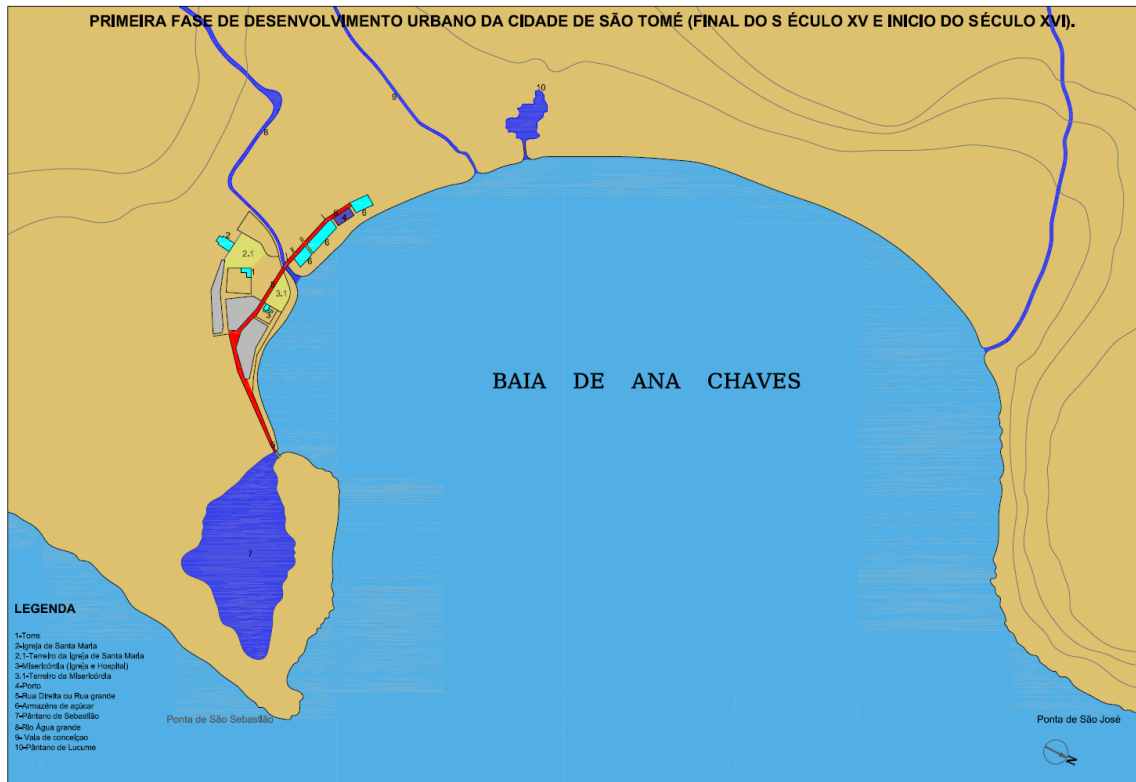 PRIMEIRA FASE DE DESENVOLVIMENTO URBANO DA CIDADE DE SÃO TOMÉ (FINAL DO S ÉCULO XV E INICIO DO SÉCULO XVI).
10
9
8
5
6
4
6
2
2.1
6
1
5
3.1
3
BAIA DE ANA CHAVES
5
7
LEGENDA
1-Torre
2-Igreja de Santa Maria
2,1-Terreiro da Igreja de Santa Maria
3-Misericórdia (Igreja e Hospital)
3.1-Terreiro da Misericórdia
4-Porto
5-Rua Direita ou Rua grande
6-Armazéns de açúcar
7-Pântano de Sebastião
8-Rio Água grande
9-Vala de conceiçao
10-Pântano de Lucume
Ponta de São Sebastião
Ponta de São José
N